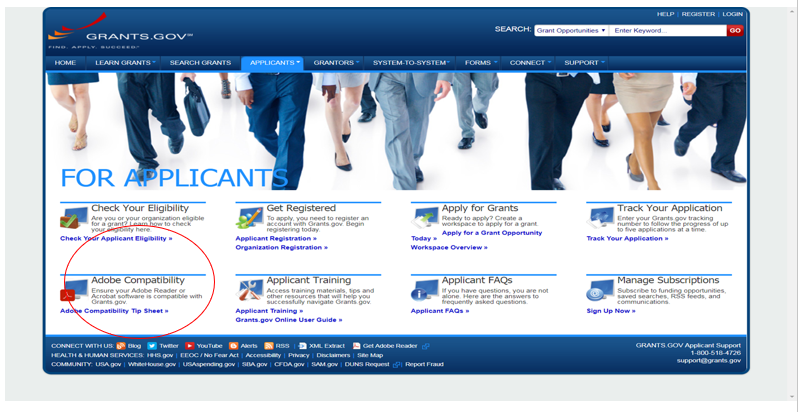 HELP | REGISTER | LOGIN
GRANTS.GOV™
FIND. APPLY. SUCCEED.℠
SEARCH: Grant Opportunities ▾ Enter Keyword... GO
HOME LEARN GRANTS SEARCH GRANTS APPLICANTS GRANTORS SYSTEM-TO-SYSTEM FORMS CONNECT SUPPORT
FOR APPLICANTS
Check Your Eligibility
Are you or your organization eligible
for a grant? Learn how to check
your eligibility here.
Check Your Applicant Eligibility »
Get Registered
To apply, you need to register an
account with Grants.gov. Begin
registering today.
Applicant Registration »
Organization Registration »
Apply for Grants
Ready to apply? Create a
workspace to apply for a grant.
Apply for a Grant Opportunity
Today »
Workspace Overview »
Track Your Application
Enter your Grants.gov tracking
number to follow the progress of up
to five applications at a time.
Track Your Application »
Adobe Compatibility
Ensure your Adobe Reader or
Acrobat software is compatible with
Grants.gov.
Adobe Compatibility Tip Sheet »
Applicant Training
Access training materials, tips and
other resources that will help you
successfully navigate Grants.gov.
Applicant Training »
Grants.gov Online User Guide »
Applicant FAQs
If you have questions, you are not
alone. Here are the answers to
frequently asked questions.
Applicant FAQs »
Manage Subscriptions
Subscribe to funding opportunities,
saved searches, RSS feeds, and
communications.
Sign Up Now »
CONNECT WITH US: Blog Twitter YouTube Alerts RSS | XML Extract Get Adobe Reader
HEALTH & HUMAN SERVICES: HHS.gov | EEOC / No Fear Act | Accessibility | Privacy | Disclaimers | Site Map
COMMUNITY: USA.gov | WhiteHouse.gov | USAspending.gov | SBA.gov | CFDA.gov | SAM.gov | DUNS Request | Report Fraud
GRANTS.GOV Applicant Support
1-800-518-4726
support@grants.gov